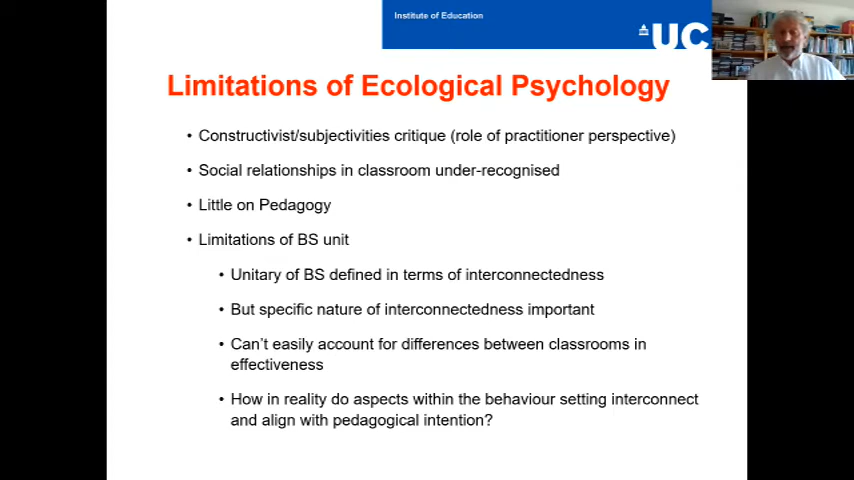 Institute of Education
UC
Limitations of Ecological Psychology
• Constructivist/subjectivities critique (role of practitioner perspective)
• Social relationships in classroom under-recognised
• Little on Pedagogy
• Limitations of BS unit
• Unitary of BS defined in terms of interconnectedness
• But specific nature of interconnectedness important
• Can't easily account for differences between classrooms in
effectiveness
• How in reality do aspects within the behaviour setting interconnect
and align with pedagogical intention?